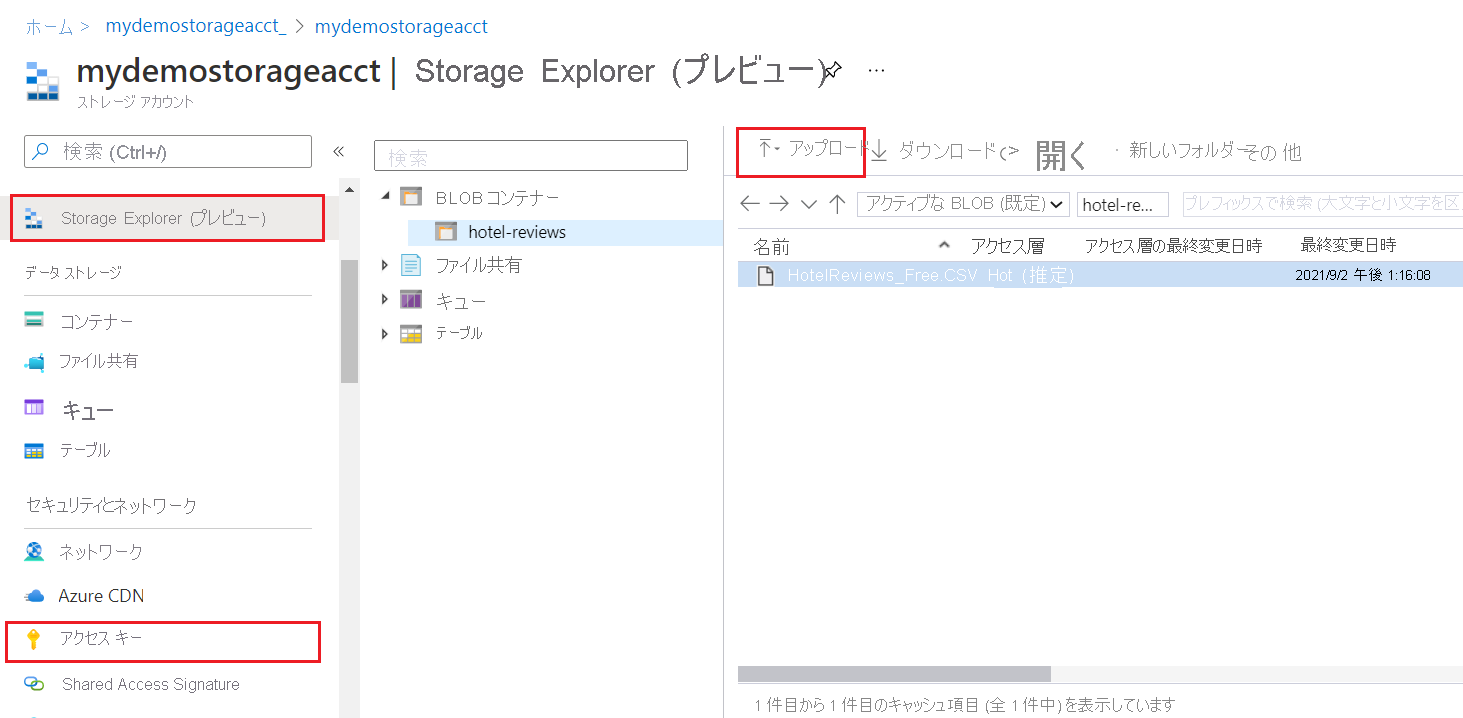 ホーム > mydemostorageacct_ > mydemostorageacct
mydemostorageacct | Storage Explorer (プレビュー) ...
ストレージ アカウント
検索 (Ctrl+/) «
Storage Explorer (プレビュー)
データ ストレージ
コンテナー
ファイル共有
キュー
テーブル
セキュリティとネットワーク
ネットワーク
Azure CDN
アクセス キー
Shared Access Signature
検索
BLOB コンテナー
hotel-reviews
ファイル共有
キュー
テーブル
アップロード ダウンロード 開く 新しいフォルダー その 他
アクティブな BLOB (既定) hotel-re... プレフィックスで検索 (大文字と小文字を区
名前 アクセス層 アクセス層の最終変更日時 最終変更日時
HotelReviews_Free.CSV Hot (推定) 2021/9/2 午後 1:16:08
1 件目から 1 件目のキャッシュ項目 (全 1 件中) を表示しています